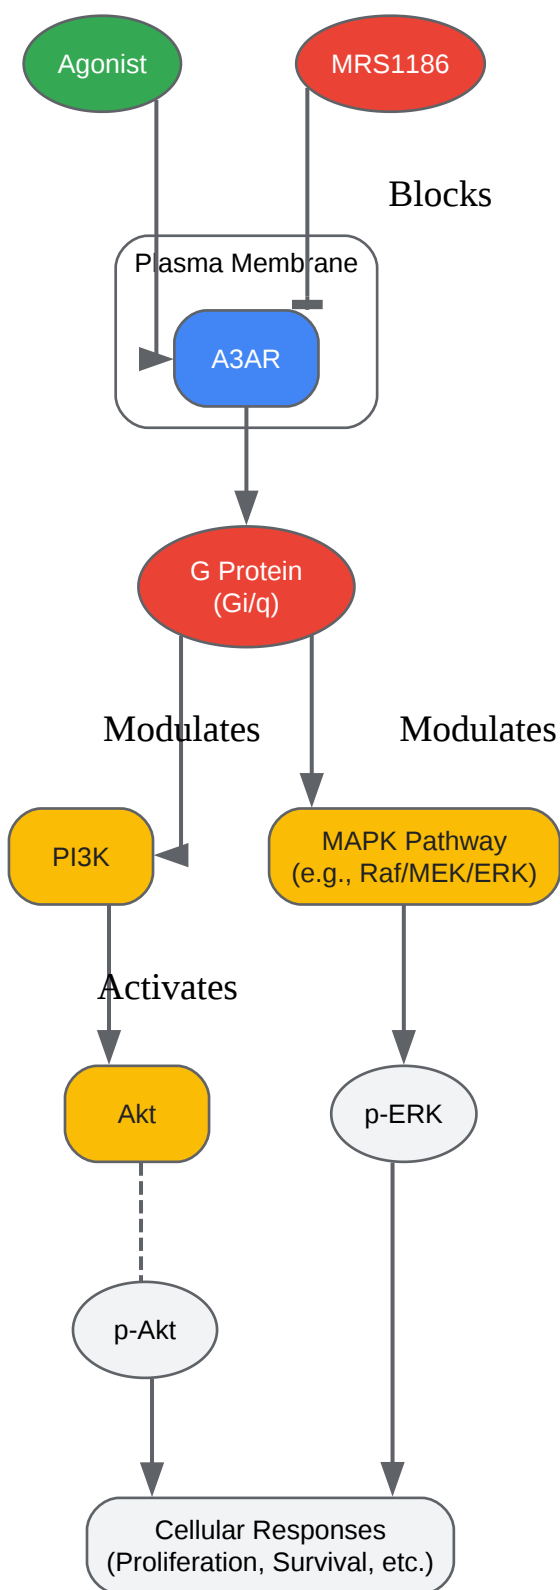 Agonist
MRS1186
Blocks
Plasma Membrane
A3AR
G Protein
(Gi/q)
Modulates
Modulates
PI3K
MAPK Pathway
(e.g., Raf/MEK/ERK)
Activates
Akt
p-ERK
p-Akt
Cellular Responses
(Proliferation, Survival, etc.)